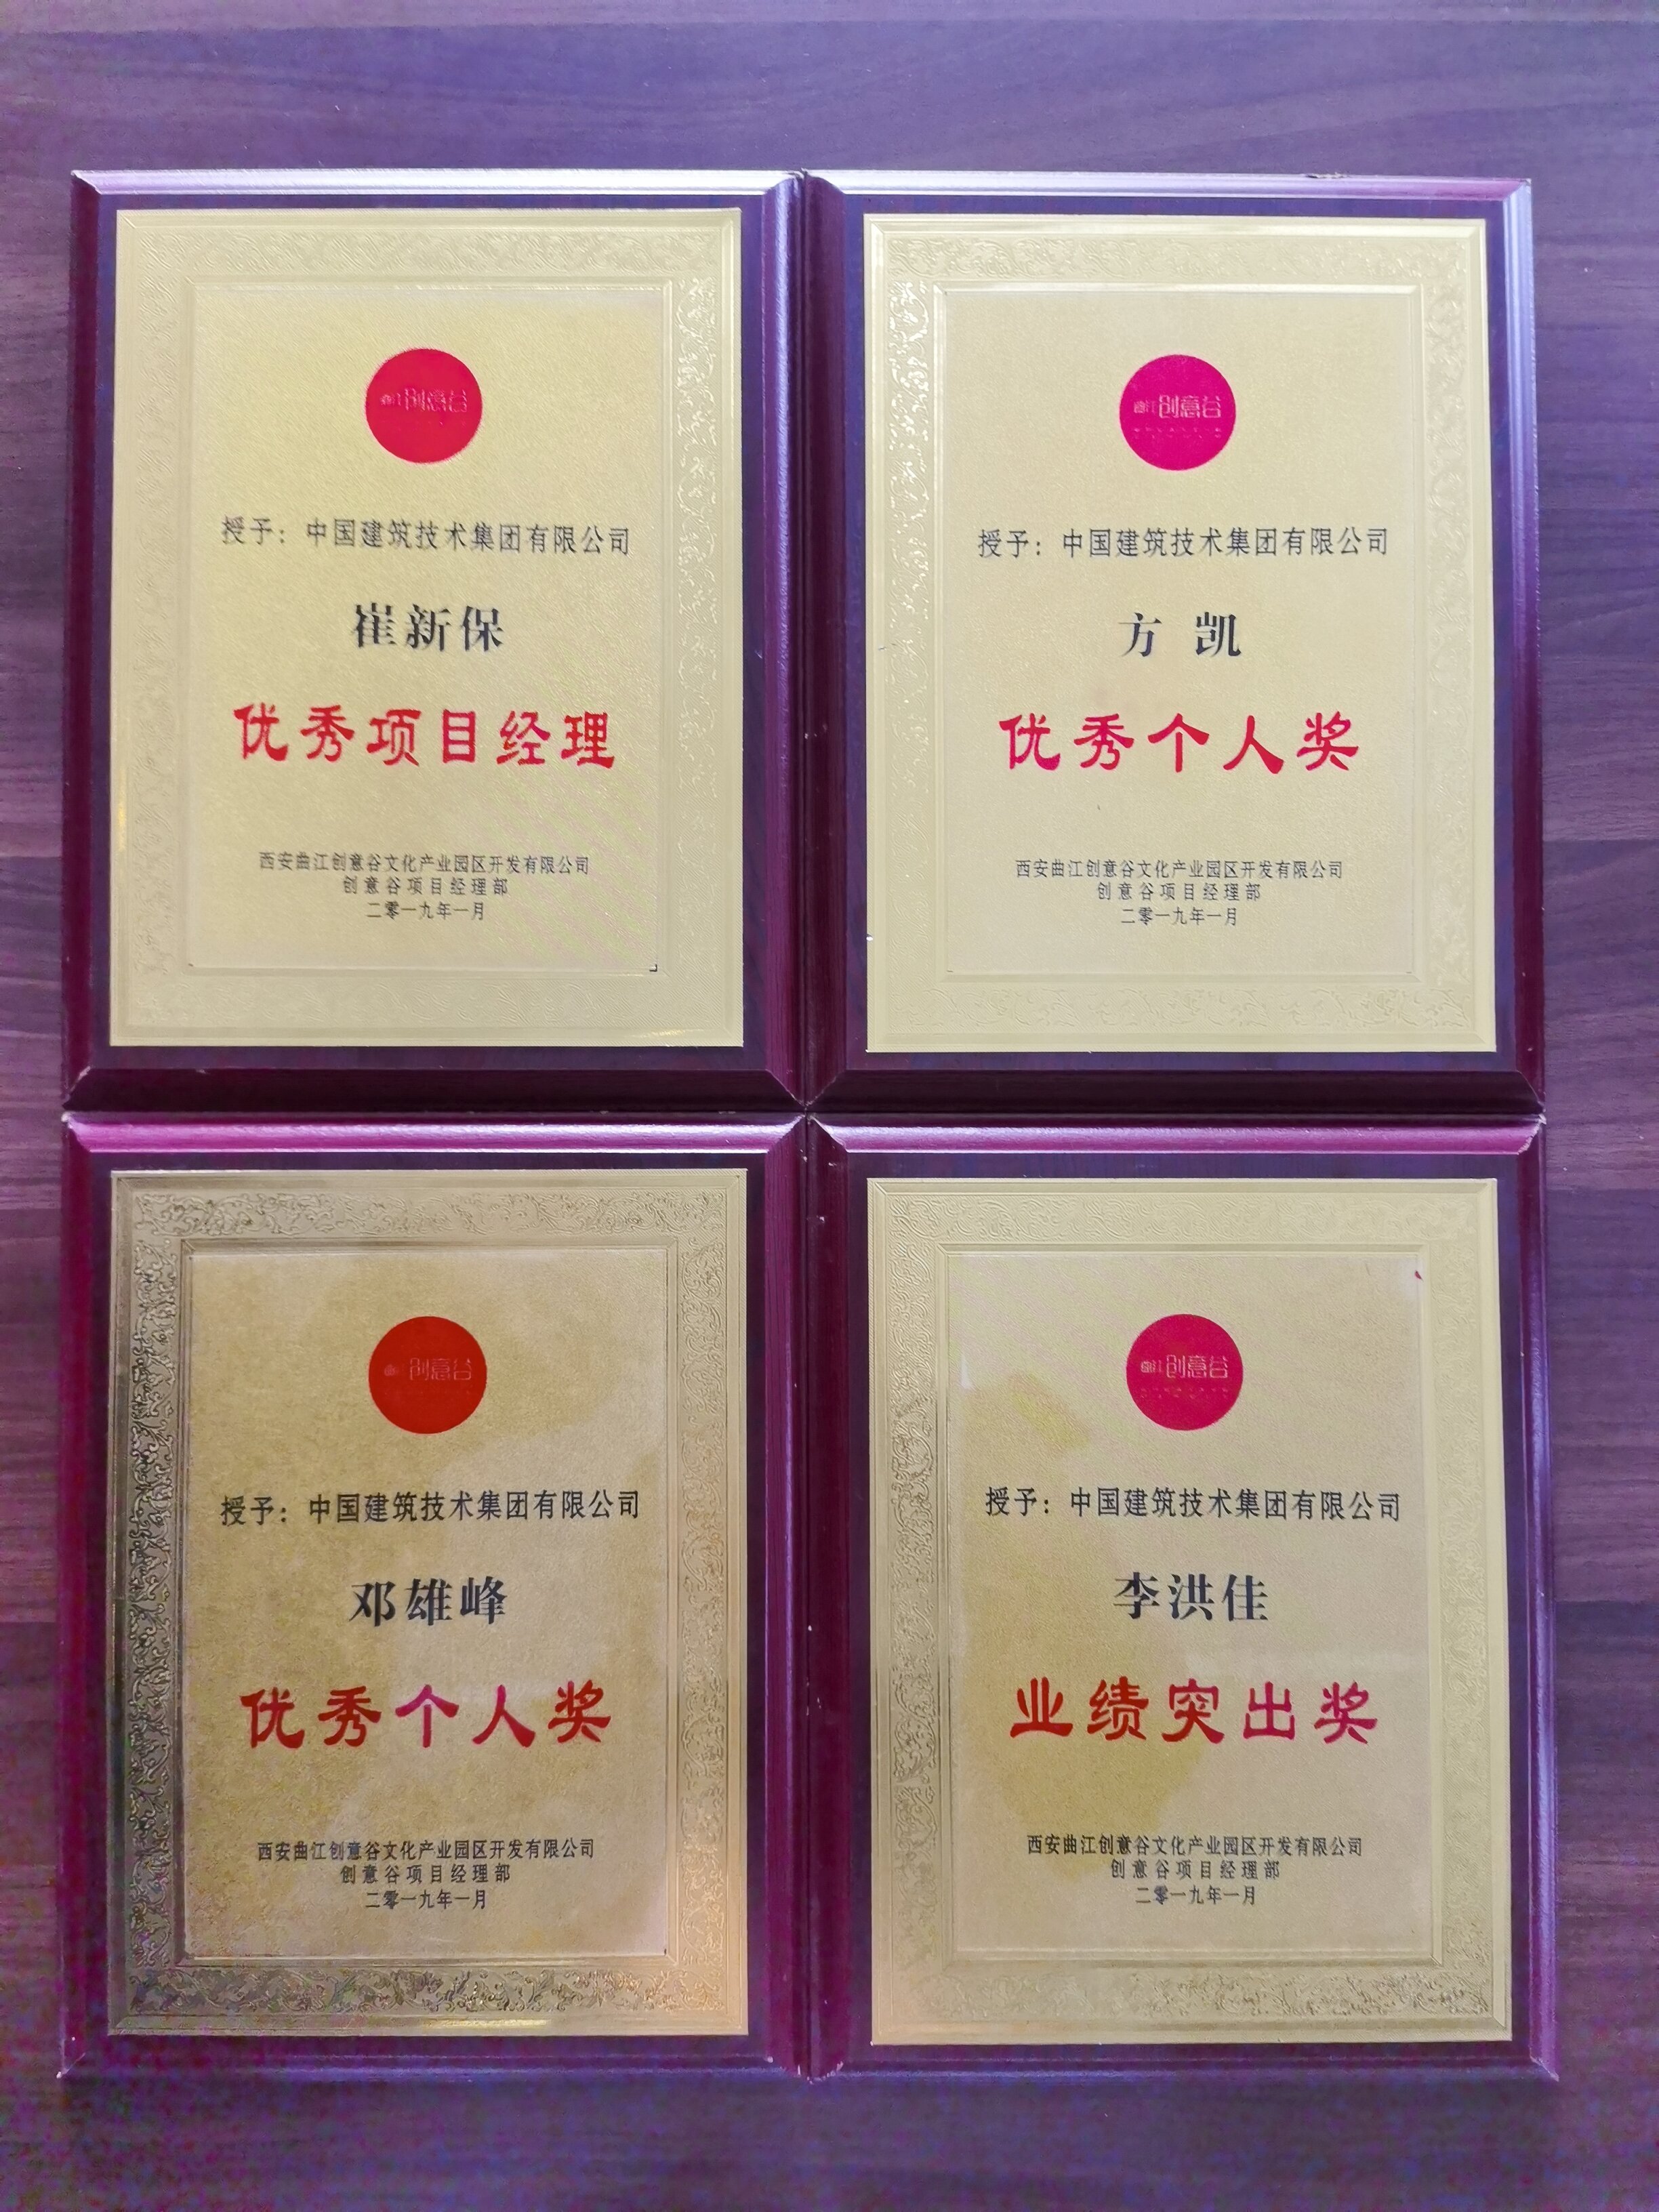 曲江创意谷
授予：中国建筑技术集团有限公司
崔新保
优秀项目经理
西安曲江创意谷文化产业园区开发有限公司
创意谷项目经理部
二零一九年一月
曲江创意谷
授予：中国建筑技术集团有限公司
方凯
优秀个人奖
西安曲江创意谷文化产业园区开发有限公司
创意谷项目经理部
二零一九年一月
创意谷
授予：中国建筑技术集团有限公司
邓雄峰
优秀个人奖
西安曲江创意谷文化产业园区开发有限公司
创意谷项目经理部
二零一九年一月
曲江创意谷
授予：中国建筑技术集团有限公司
李洪佳
业绩突出奖
西安曲江创意谷文化产业园区开发有限公司
创意谷项目经理部
二零一九年一月